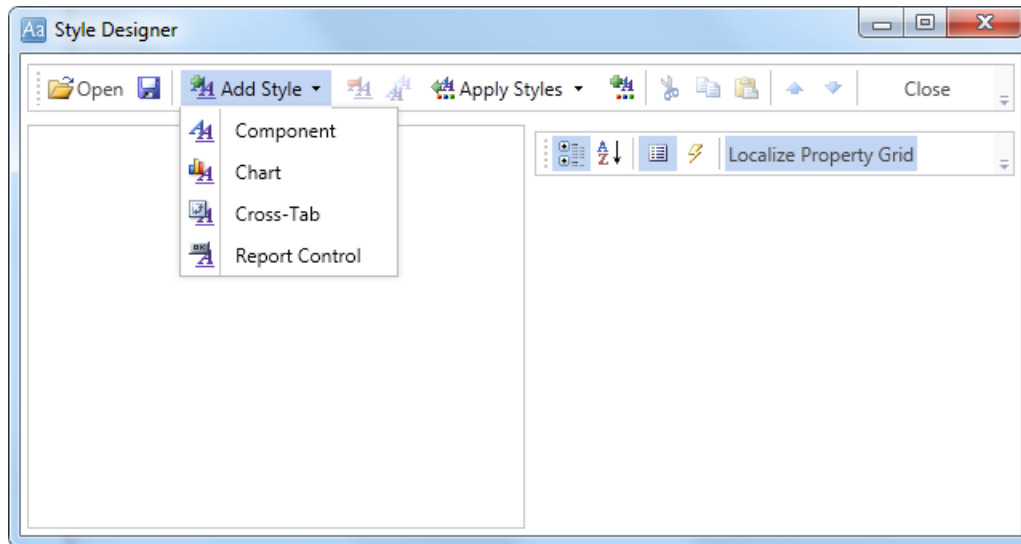 Aa Style Designer
Open Add Style Apply Styles Close
Component
Chart
Cross-Tab
Report Control
A Z Localize Property Grid